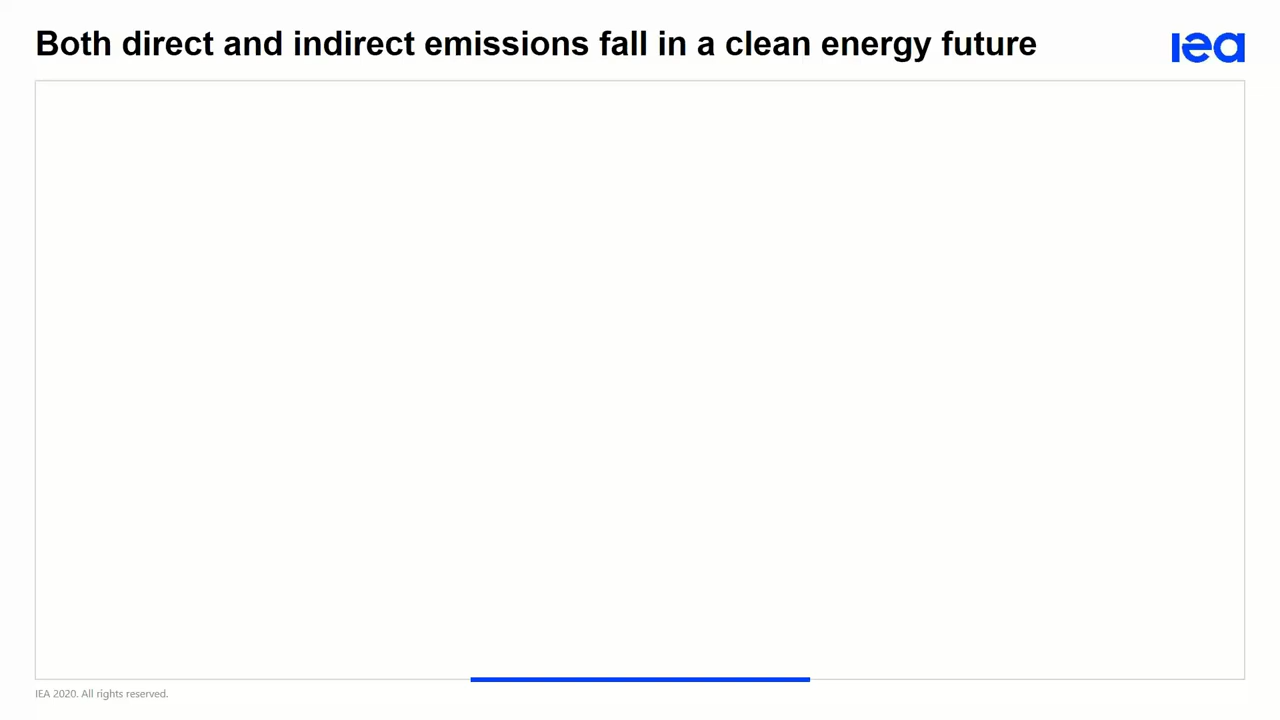 Both direct and indirect emissions fall in a clean energy future
iea
IEA 2020. All rights reserved.